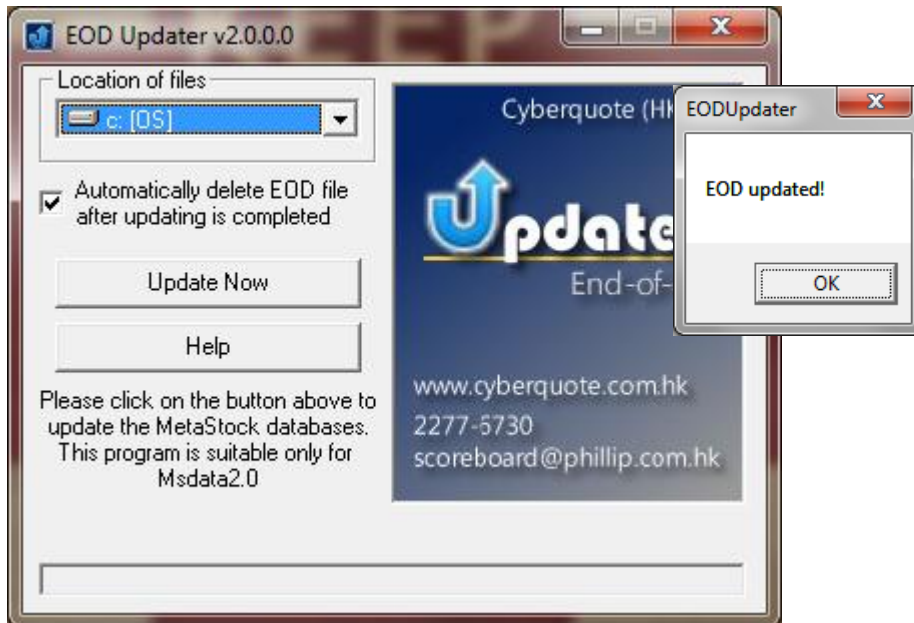 EOD Updater v2.0.0.0
Location of files
c: [OS]
Automatically delete EOD file
after updating is completed
Update Now
Help
Please click on the button above to
update the MetaStock databases.
This program is suitable only for
Msdata2.0
Cyberquote (HK
Update
End-of-
www.cyberquote.com.hk
2277-6730
scoreboard@phillip.com.hk
EODUpdater
EOD updated!
OK